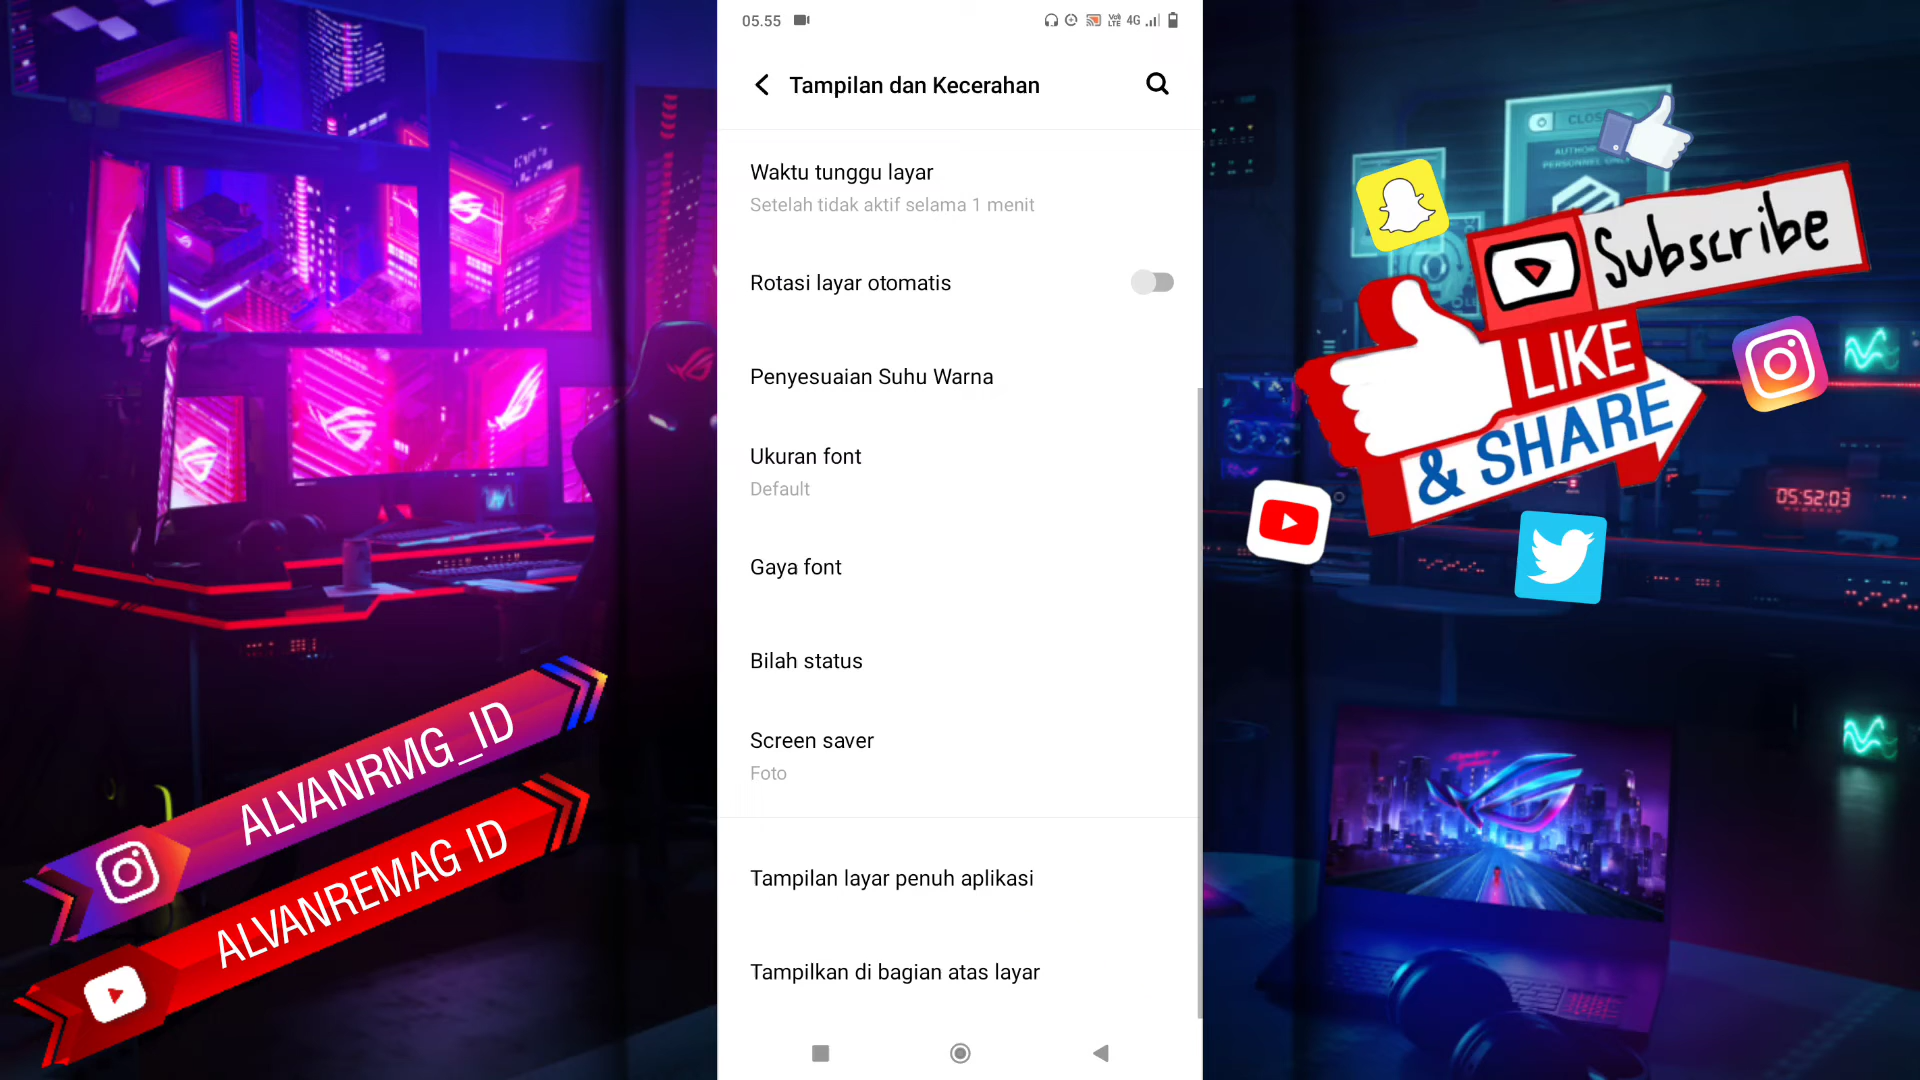 05.55
VoLTE 4G
Tampilan dan Kecerahan
Waktu tunggu layar
Setelah tidak aktif selama 1 menit
Rotasi layar otomatis
Penyesuaian Suhu Warna
Ukuran font
Default
Gaya font
Bilah status
Screen saver
Foto
Tampilan layar penuh aplikasi
Tampilkan di bagian atas layar
ALVANRMG_ID
ALVANREMAG ID
Subscribe
LIKE
& SHARE
05:52:03